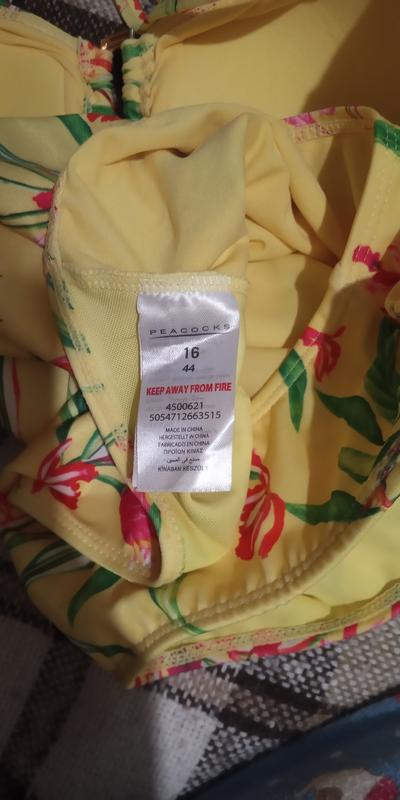 PEACOCKS
16
44
KEEP AWAY FROM FIRE
4500621
5054712663515
MADE IN CHINA
HERGESTELLT IN CHINA
FABRICADO EN CHINA
ΠΡΟΪΟΝ ΚΙΝΑΣ
صنع في الصين
KÍNÁBAN KÉSZÜLT